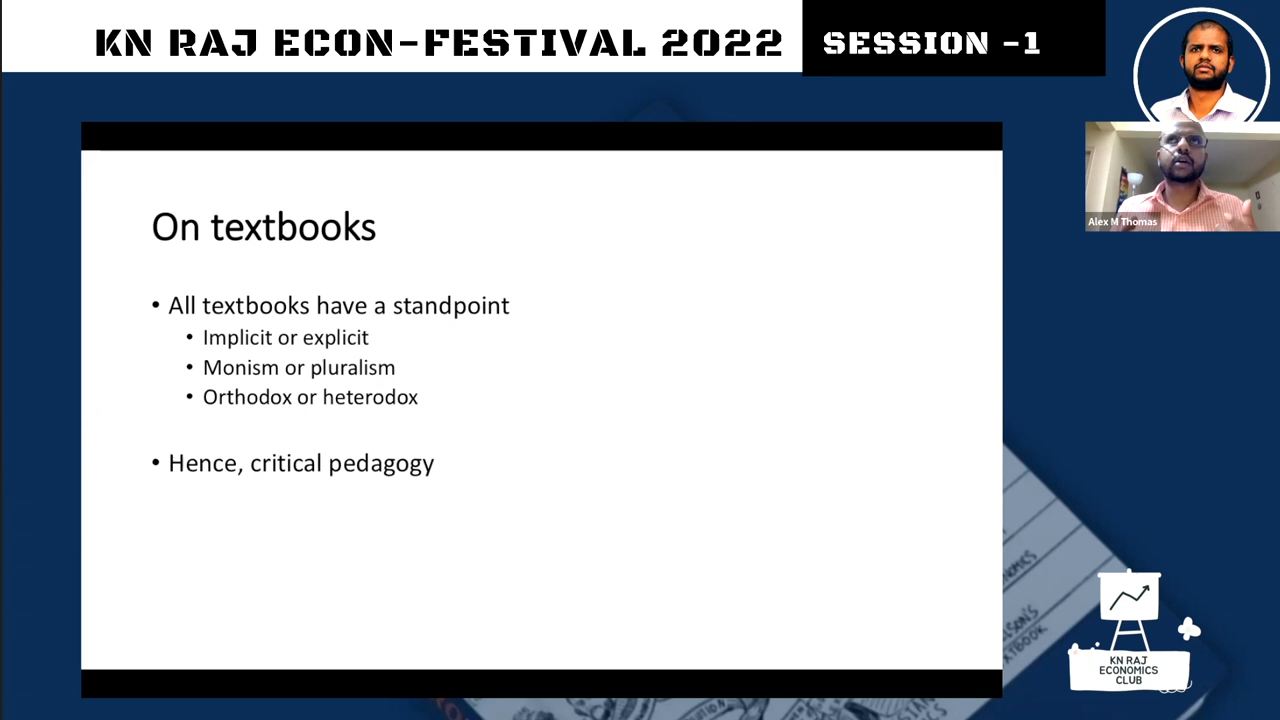 KN RAJ ECON-FESTIVAL 2022
SESSION -1
Alex M Thomas
On textbooks
• All textbooks have a standpoint
• Implicit or explicit
• Monism or pluralism
• Orthodox or heterodox
• Hence, critical pedagogy
KN RAJ
ECONOMICS
CLUB